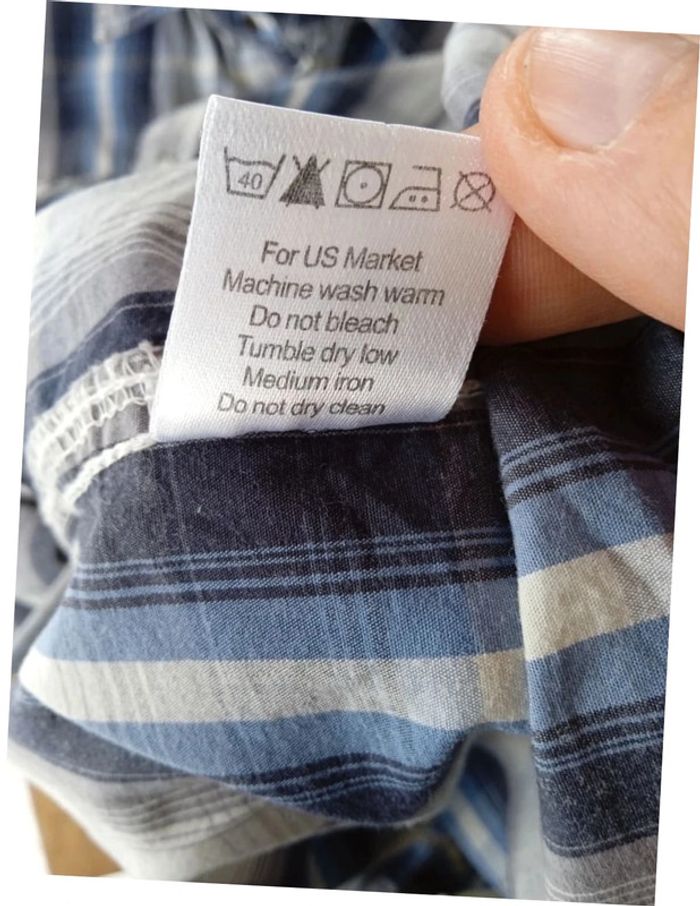 40
For US Market
Machine wash warm
Do not bleach
Tumble dry low
Medium iron
Do not dry clean